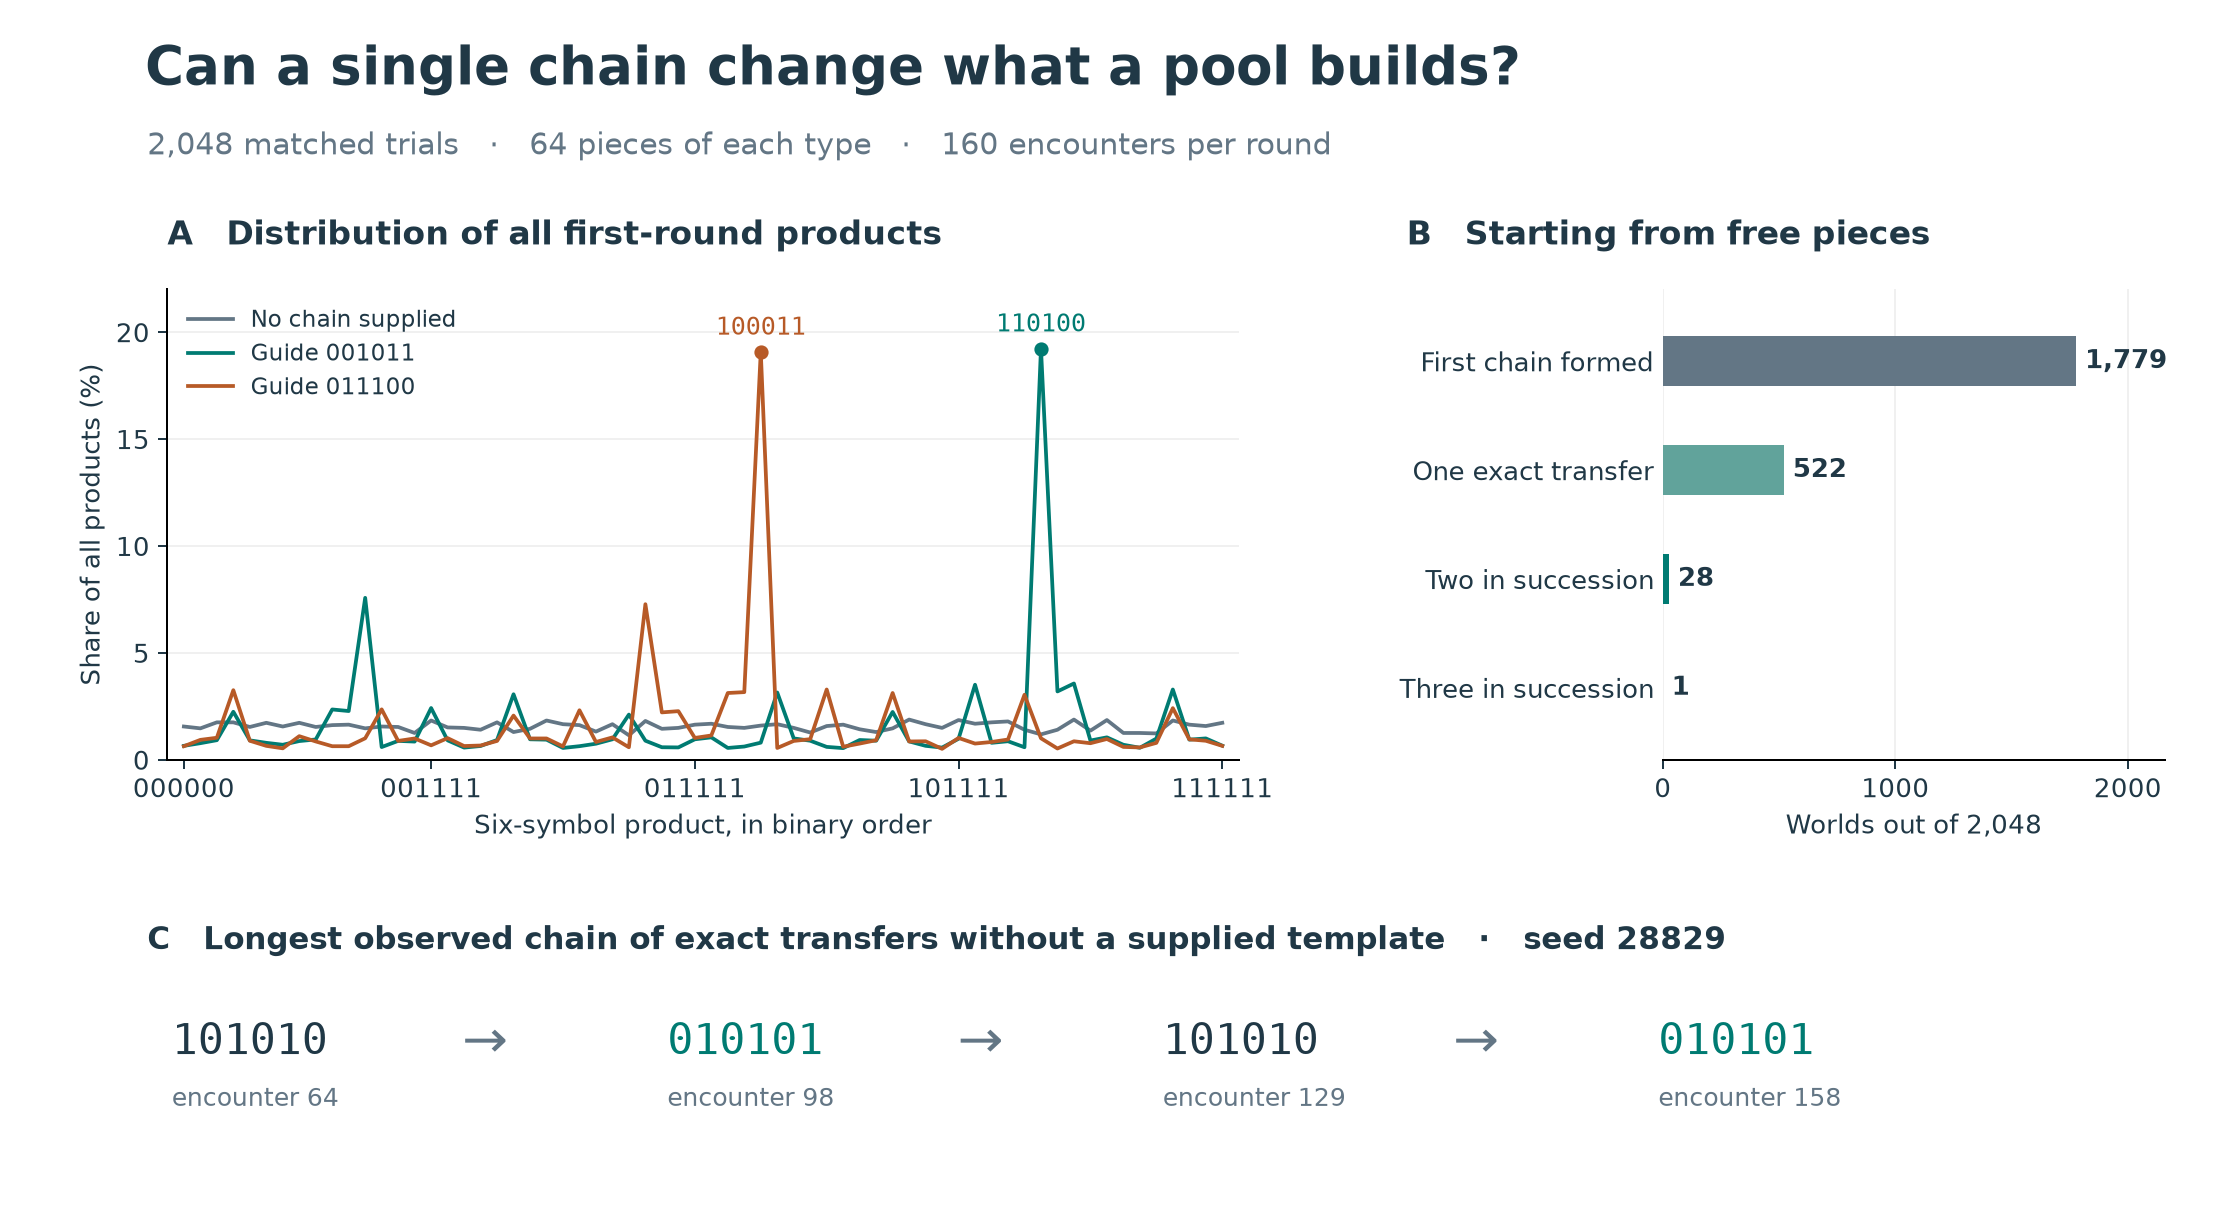 Can a single chain change what a pool builds?
2,048 matched trials · 64 pieces of each type · 160 encounters per round
A Distribution of all first-round products
No chain supplied
Guide 001011
Guide 011100
100011
110100
Share of all products (%)
20
15
10
5
0
000000 001111 011111 101111 111111
Six-symbol product, in binary order
B Starting from free pieces
First chain formed 1,779
One exact transfer 522
Two in succession 28
Three in succession 1
0 1000 2000
Worlds out of 2,048
C Longest observed chain of exact transfers without a supplied template · seed 28829
101010 → 010101 → 101010 → 010101
encounter 64 encounter 98 encounter 129 encounter 158